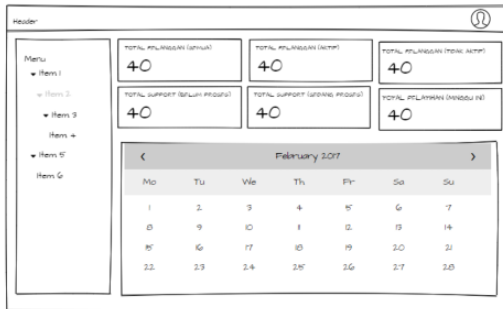 Header
Menu
Item 1
Item 2
Item 3
Item 4
Item 5
Item 6
TOTAL PELANGGAN (SEMUA)
40
TOTAL PELANGGAN (AKTIF)
40
TOTAL PELANGGAN (TIDAK AKTIF)
40
TOTAL SUPPORT (BELUM PROSES)
40
TOTAL SUPPORT (SEDANG PROSES)
40
TOTAL PELATIHAN (MINGGU INI)
40
< February 2017 >
Mo Tu We Th Fr Sa Su
1 2 3 4 5 6 7
8 9 10 11 12 13 14
15 16 17 18 19 20 21
22 23 24 25 26 27 28